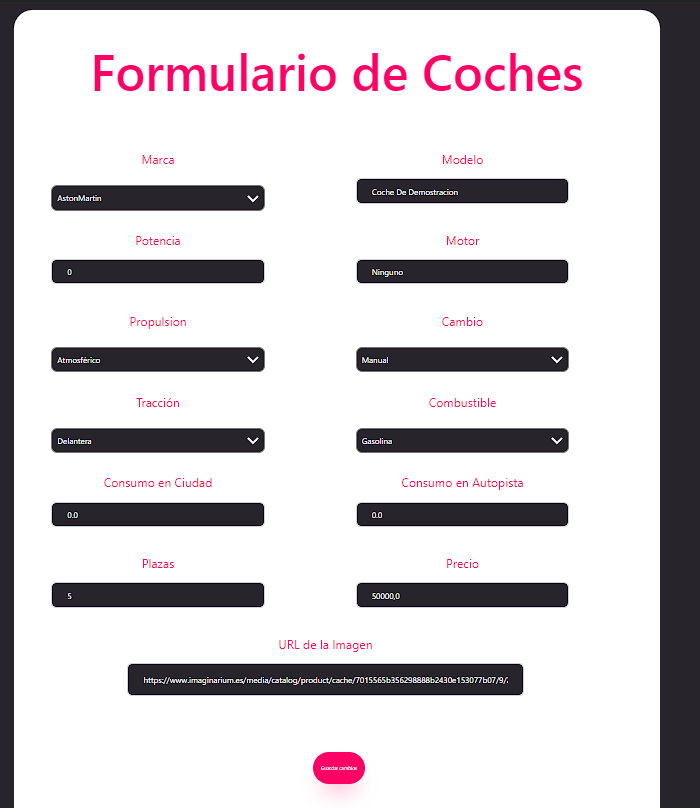 Formulario de Coches
Marca
Modelo
AstonMartin
Coche De Demostracion
Potencia
Motor
0
Ninguno
Propulsion
Cambio
Atmosférico
Manual
Tracción
Combustible
Delantera
Gasolina
Consumo en Ciudad
Consumo en Autopista
0.0
0.0
Plazas
Precio
5
50000,0
URL de la Imagen
https://www.imaginarium.es/media/catalog/product/cache/7015565b356298888b2430e153077b07/9/
Guardar cambios